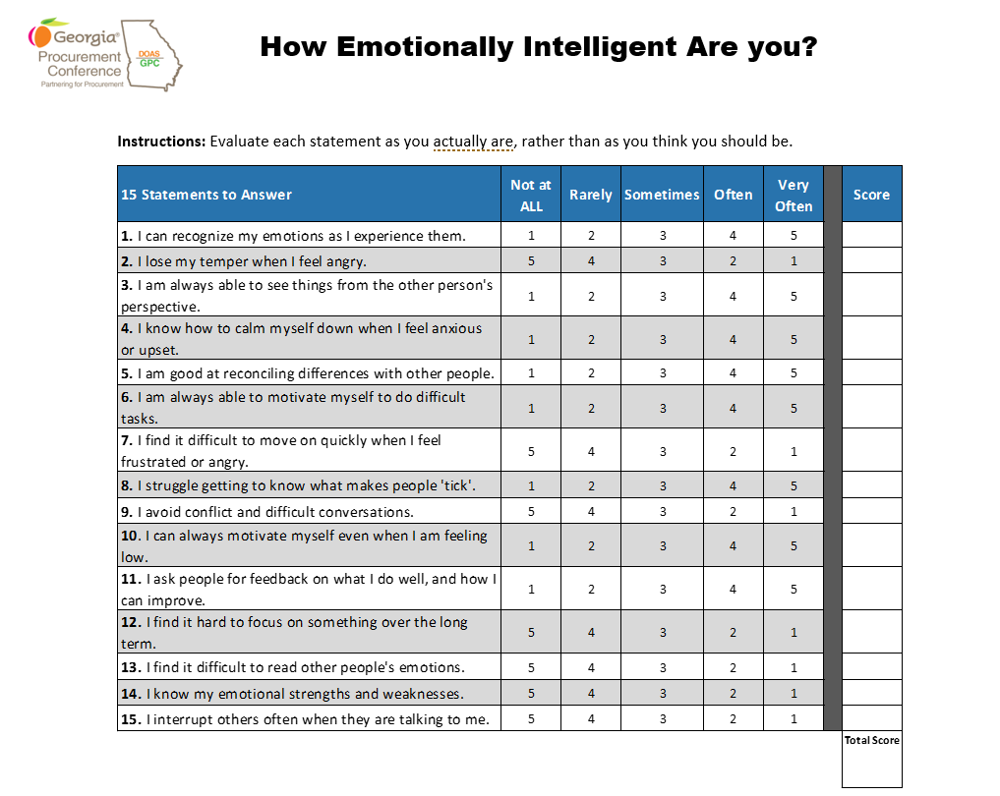 Georgia®
Procurement
Conference
Partnering for Procurement
DOAS
GPC
How Emotionally Intelligent Are you?
Instructions: Evaluate each statement as you actually are, rather than as you think you should be.
15 Statements to Answer Not at ALL Rarely Sometimes Often Very Often Score
1. I can recognize my emotions as I experience them. 1 2 3 4 5
2. I lose my temper when I feel angry. 5 4 3 2 1
3. I am always able to see things from the other person's
perspective. 1 2 3 4 5
4. I know how to calm myself down when I feel anxious
or upset. 1 2 3 4 5
5. I am good at reconciling differences with other people. 1 2 3 4 5
6. I am always able to motivate myself to do difficult
tasks. 1 2 3 4 5
7. I find it difficult to move on quickly when I feel
frustrated or angry. 5 4 3 2 1
8. I struggle getting to know what makes people 'tick'. 1 2 3 4 5
9. I avoid conflict and difficult conversations. 5 4 3 2 1
10. I can always motivate myself even when I am feeling
low. 1 2 3 4 5
11. I ask people for feedback on what I do well, and how I
can improve. 1 2 3 4 5
12. I find it hard to focus on something over the long
term. 5 4 3 2 1
13. I find it difficult to read other people's emotions. 5 4 3 2 1
14. I know my emotional strengths and weaknesses. 5 4 3 2 1
15. I interrupt others often when they are talking to me. 5 4 3 2 1
Total Score